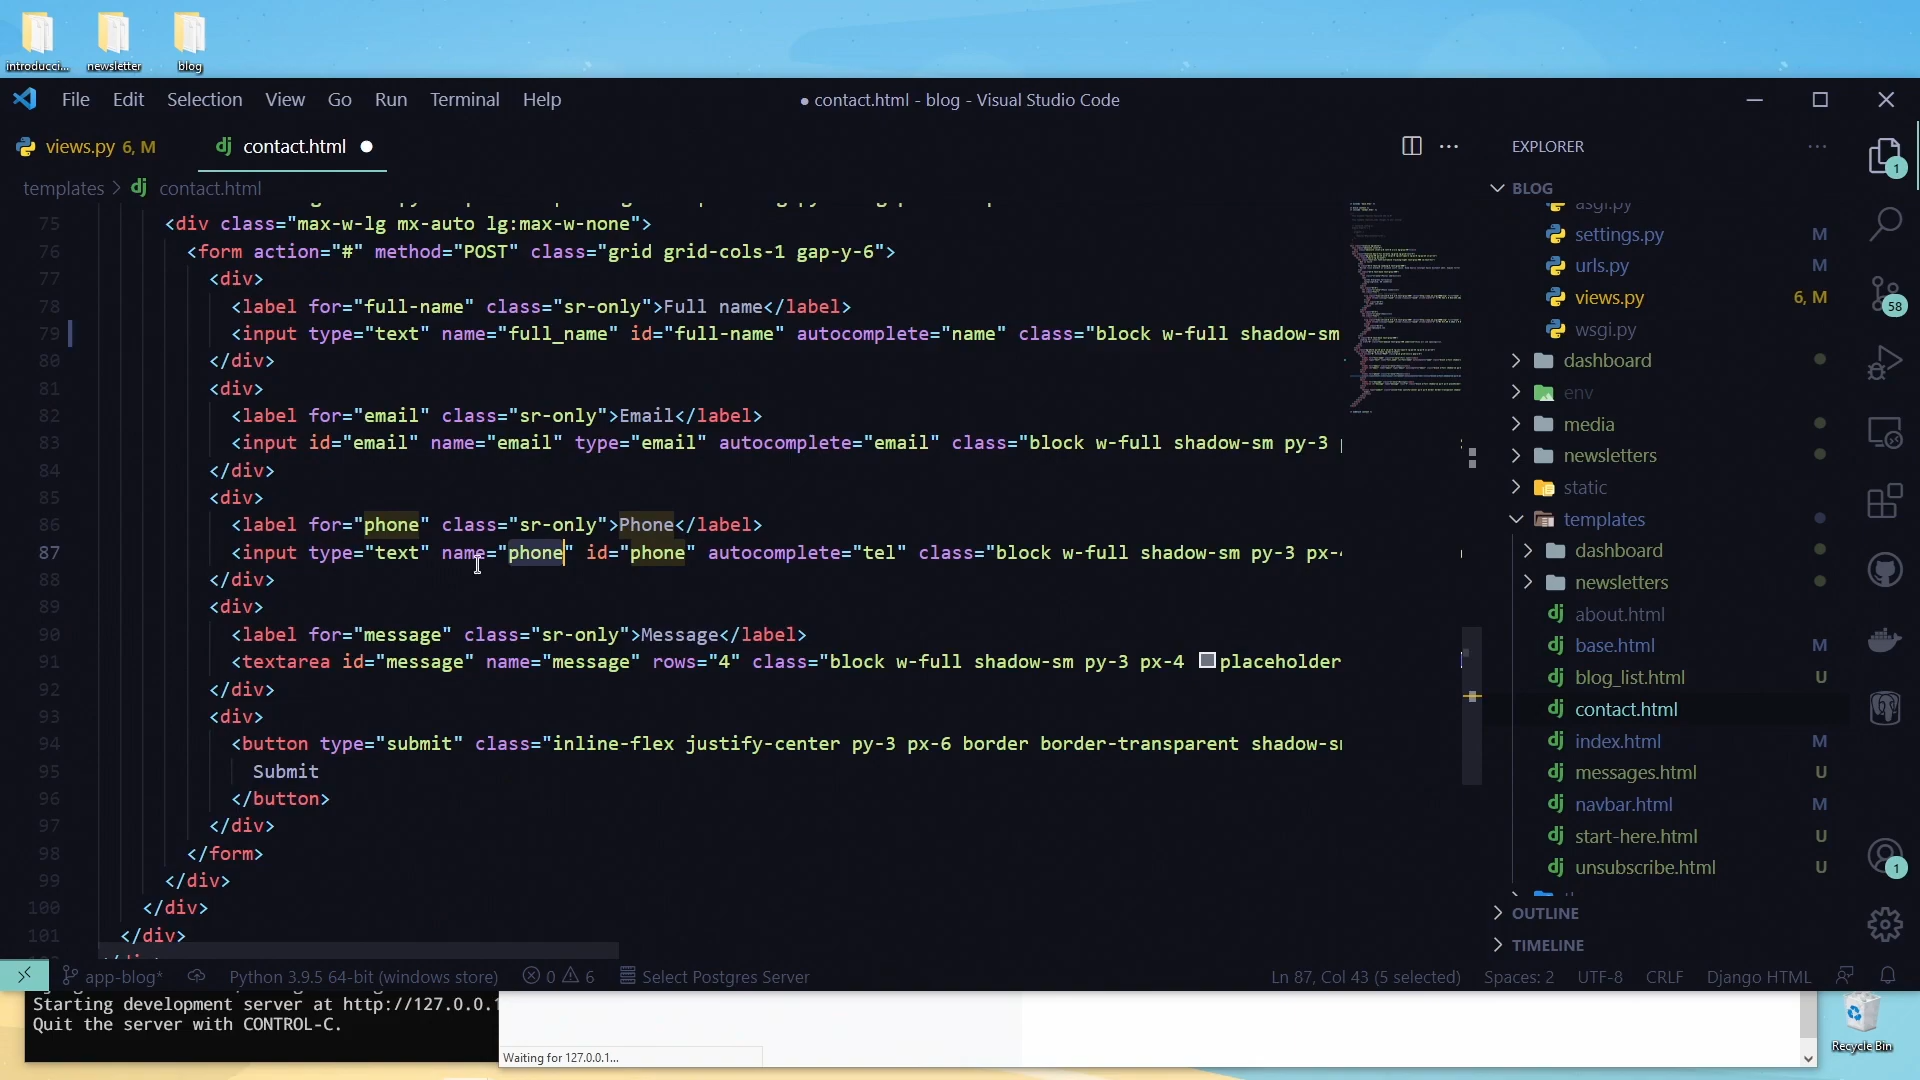 introducci...
newsletter
blog
File Edit Selection View Go Run Terminal Help
● contact.html - blog - Visual Studio Code
views.py 6, M
contact.html
templates > contact.html
75 <div class="max-w-lg mx-auto lg:max-w-none">
76 <form action="#" method="POST" class="grid grid-cols-1 gap-y-6">
77 <div>
78 <label for="full-name" class="sr-only">Full name</label>
79 <input type="text" name="full_name" id="full-name" autocomplete="name" class="block w-full shadow-sm
80 </div>
81 <div>
82 <label for="email" class="sr-only">Email</label>
83 <input id="email" name="email" type="email" autocomplete="email" class="block w-full shadow-sm py-3
84 </div>
85 <div>
86 <label for="phone" class="sr-only">Phone</label>
87 <input type="text" name="phone" id="phone" autocomplete="tel" class="block w-full shadow-sm py-3 px-4
88 </div>
89 <div>
90 <label for="message" class="sr-only">Message</label>
91 <textarea id="message" name="message" rows="4" class="block w-full shadow-sm py-3 px-4 placeholder
92 </div>
93 <div>
94 <button type="submit" class="inline-flex justify-center py-3 px-6 border border-transparent shadow-sm
95 Submit
96 </button>
97 </div>
98 </form>
99 </div>
100 </div>
101 </div>
EXPLORER
BLOG
asgi.py
settings.py M
urls.py M
views.py 6, M
wsgi.py
dashboard
env
media
newsletters
static
templates
dashboard
newsletters
about.html
base.html M
blog_list.html U
contact.html
index.html M
messages.html U
navbar.html M
start-here.html U
unsubscribe.html U
OUTLINE
TIMELINE
1
58
1
app-blog* Python 3.9.5 64-bit (windows store) 0 6 Select Postgres Server
Ln 87, Col 43 (5 selected) Spaces: 2 UTF-8 CRLF Django HTML
Starting development server at http://127.0.0.1
Quit the server with CONTROL-C.
Waiting for 127.0.0.1...
Recycle Bin